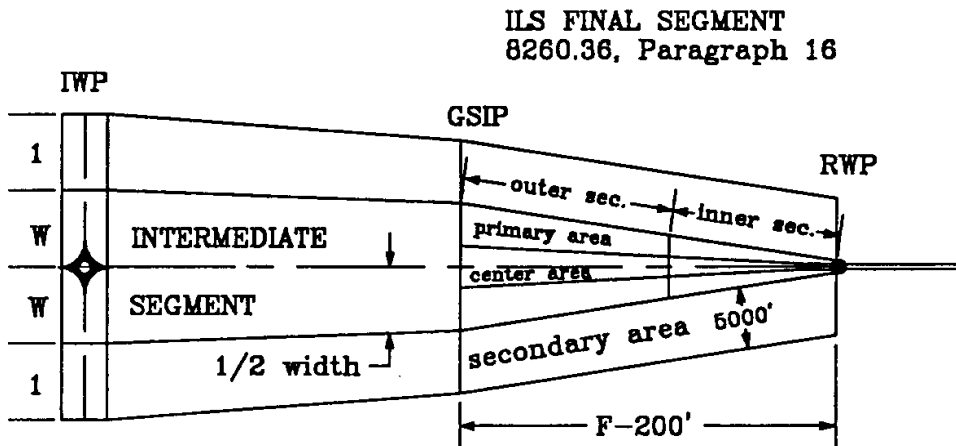 ILS FINAL SEGMENT
8260.36, Paragraph 16
IWP
GSIP
RWP
1
outer sec.
inner sec.
W
INTERMEDIATE
primary area
center area
W
SEGMENT
secondary area
5000'
1/2 width
1
F-200'